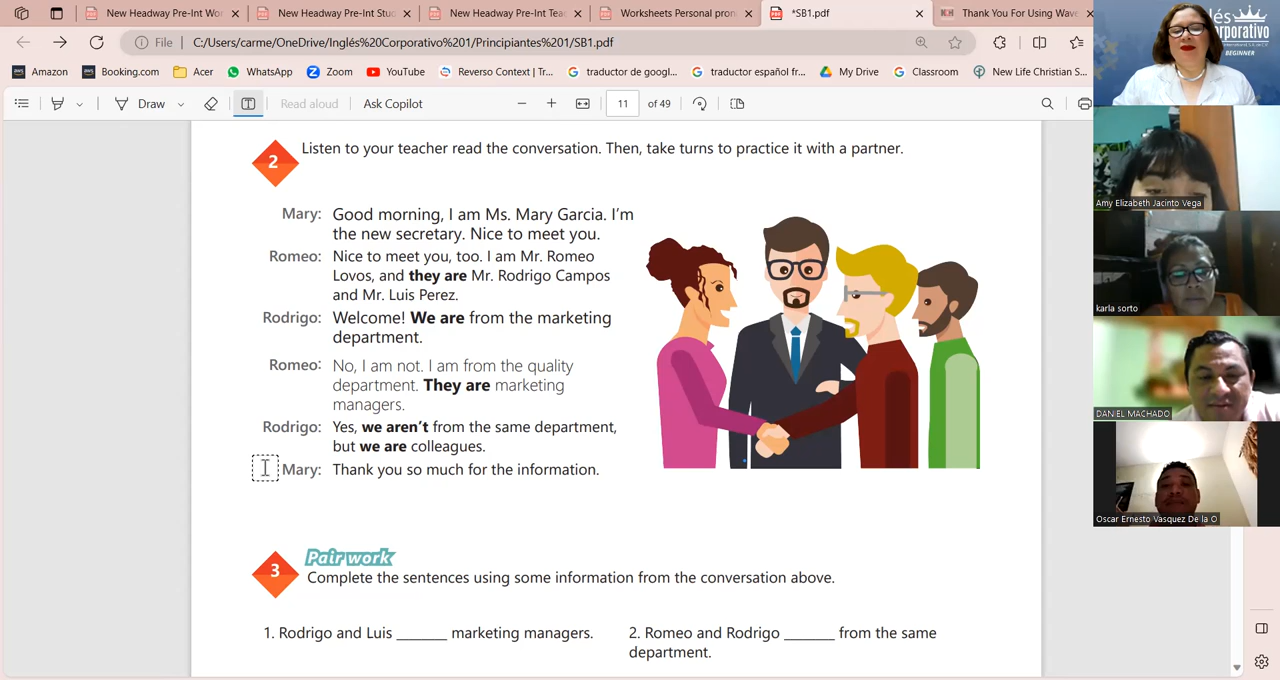 New Headway Pre-Int Wor
New Headway Pre-Int Stu
New Headway Pre-Int Tea
Worksheets Personal pron
*SB1.pdf
Thank You For Using Wav
File
C:/Users/carme/OneDrive/Inglés%20Corporativo%201/Principiantes%201/SB1.pdf
Amazon
Booking.com
Acer
WhatsApp
Zoom
YouTube
Reverso Context | Tr...
traductor de googl...
traductor español fr...
My Drive
Classroom
New Life Christian S...
Draw
Read aloud
Ask Copilot
11
of 49
BEGINNER
Amy Elizabeth Jacinto Vega
karla sorto
DANIEL MACHADO
Oscar Ernesto Vasquez De la O
2
Listen to your teacher read the conversation. Then, take turns to practice it with a partner.
Mary: Good morning, I am Ms. Mary Garcia. I'm
the new secretary. Nice to meet you.
Romeo: Nice to meet you, too. I am Mr. Romeo
Lovos, and they are Mr. Rodrigo Campos
and Mr. Luis Perez.
Rodrigo: Welcome! We are from the marketing
department.
Romeo: No, I am not. I am from the quality
department. They are marketing
managers.
Rodrigo: Yes, we aren't from the same department,
but we are colleagues.
Mary: Thank you so much for the information.
3
Pair work
Complete the sentences using some information from the conversation above.
1. Rodrigo and Luis _______ marketing managers.
2. Romeo and Rodrigo _______ from the same
department.